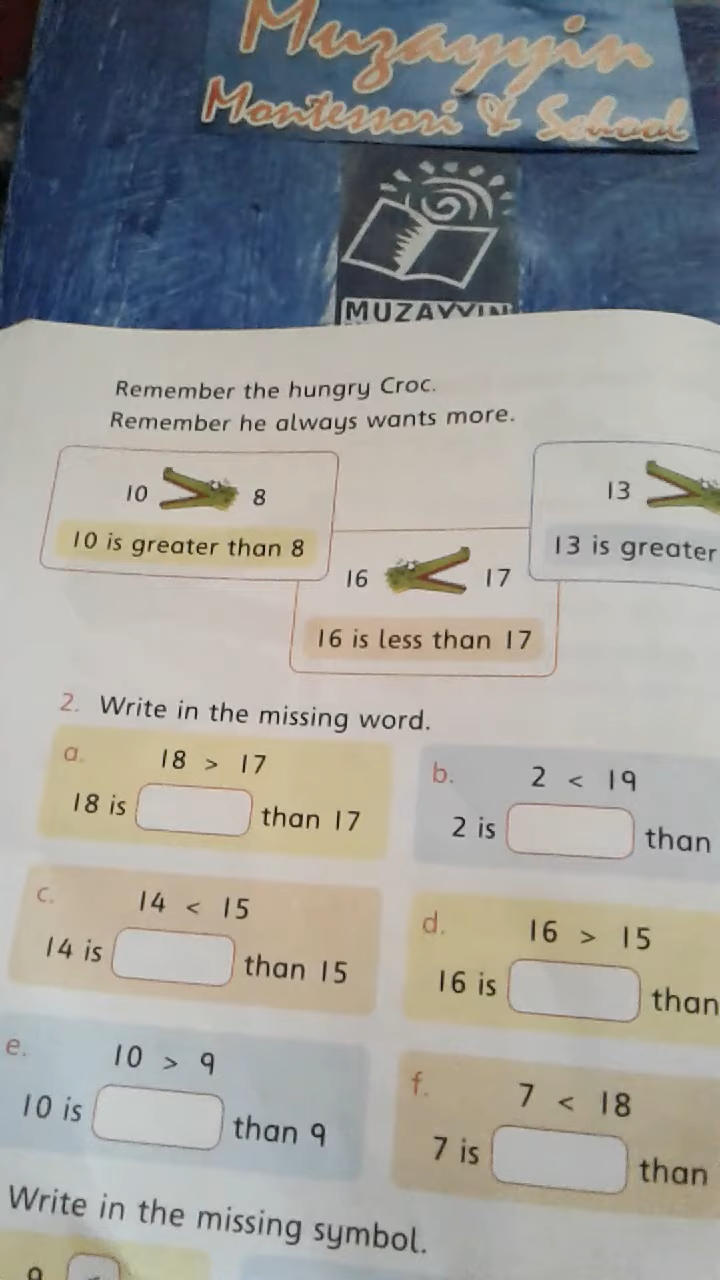 Muzayyin
Montessori & School
MUZAYYIN
Remember the hungry Croc.
Remember he always wants more.
10 8
10 is greater than 8
13
13 is greater
16 17
16 is less than 17
2. Write in the missing word.
a. 18 > 17
18 is than 17
b. 2 < 19
2 is than
c. 14 < 15
14 is than 15
d. 16 > 15
16 is than
e. 10 > 9
10 is than 9
f. 7 < 18
7 is than
Write in the missing symbol.